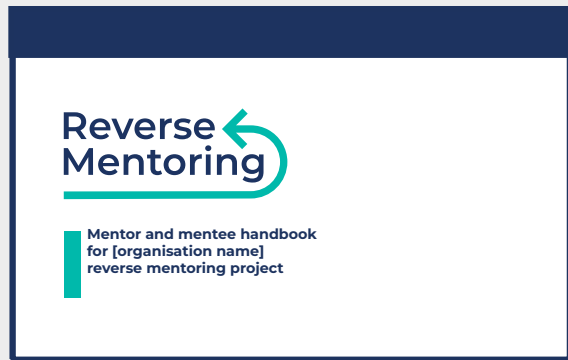 Reverse
Mentoring
Mentor and mentee handbook
for [organisation name]
reverse mentoring project